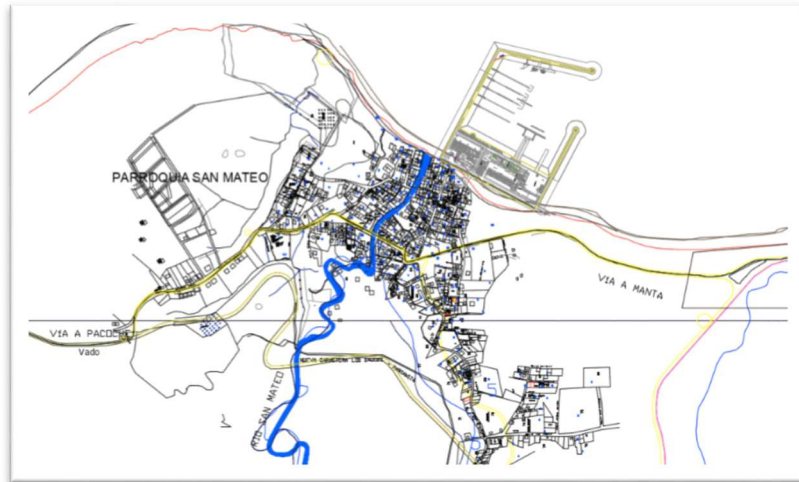 PARROQUIA SAN MATEO
VIA A MANTA
VIA A PACOCHE
Vado
RIO SAN MATEO